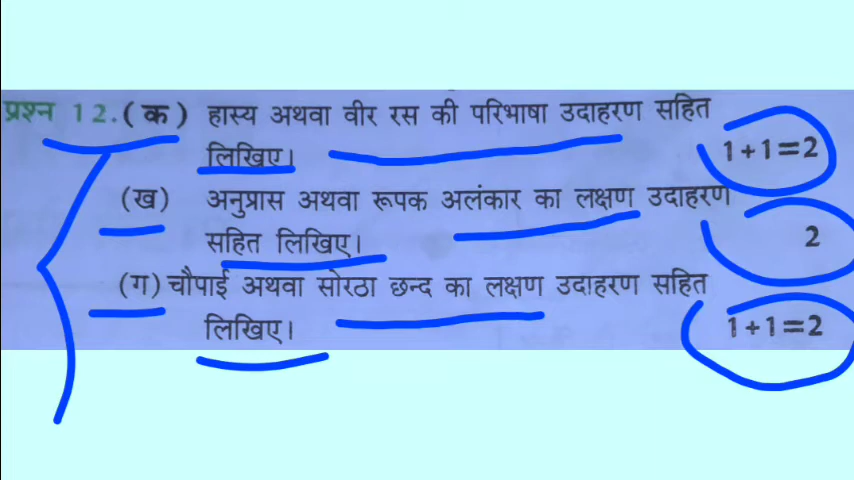 प्रश्न 12.(क) हास्य अथवा वीर रस की परिभाषा उदाहरण सहित
लिखिए। 1+1=2
(ख) अनुप्रास अथवा रूपक अलंकार का लक्षण उदाहरण
सहित लिखिए। 2
(ग) चौपाई अथवा सोरठा छन्द का लक्षण उदाहरण सहित
लिखिए। 1+1=2